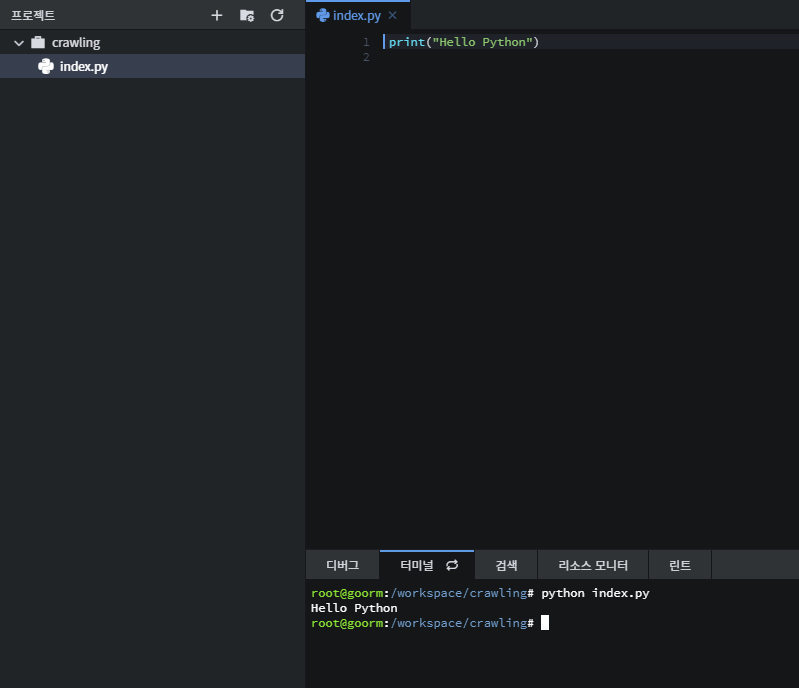 프로젝트
crawling
index.py
index.py
1 print("Hello Python")
2
디버그 터미널 검색 리소스 모니터 린트
root@goorm:/workspace/crawling# python index.py
Hello Python
root@goorm:/workspace/crawling#